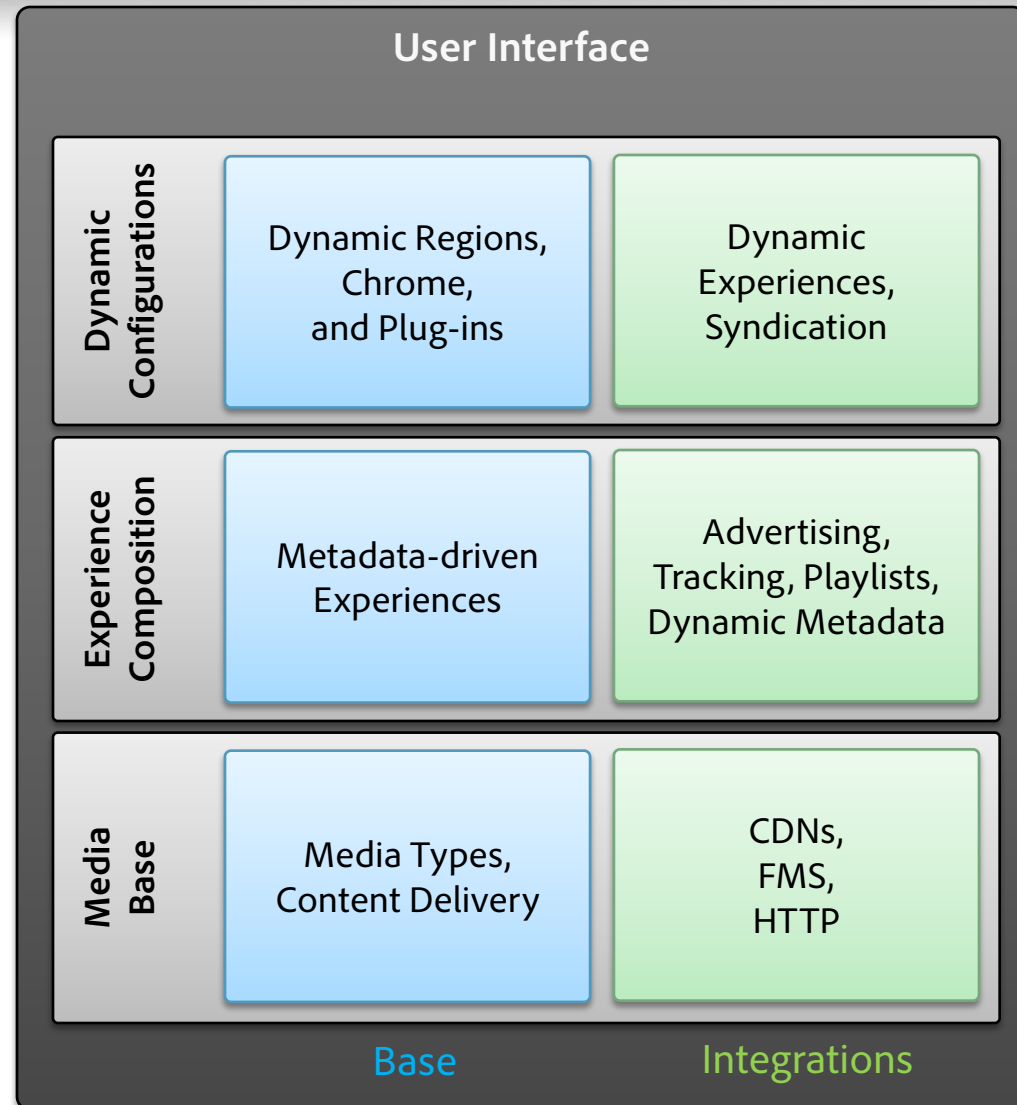 User Interface
Dynamic
Configurations
Dynamic Regions,
Chrome,
and Plug-ins
Dynamic
Experiences,
Syndication
Experience
Composition
Metadata-driven
Experiences
Advertising,
Tracking, Playlists,
Dynamic Metadata
Media
Base
Media Types,
Content Delivery
CDNs,
FMS,
HTTP
Base
Integrations